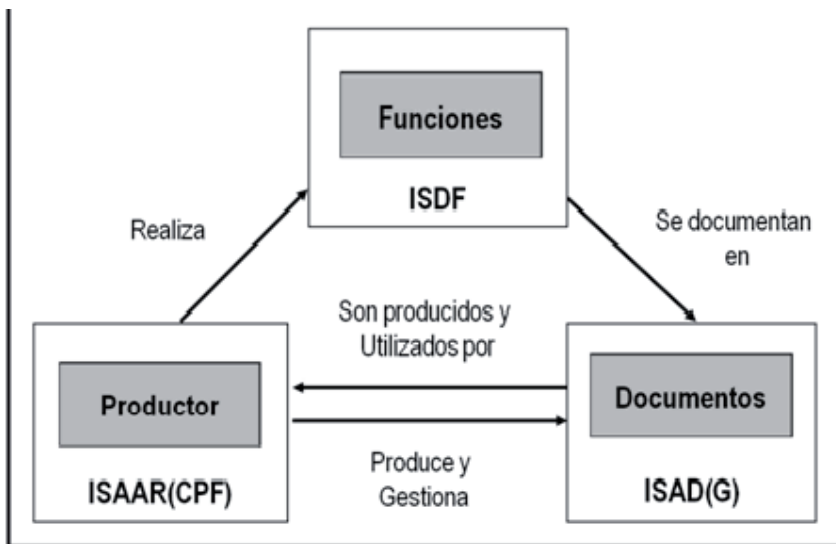 Funciones
ISDF
Realiza
Se documentan
en
Son producidos y
Utilizados por
Productor
ISAAR(CPF)
Documentos
ISAD(G)
Produce y
Gestiona